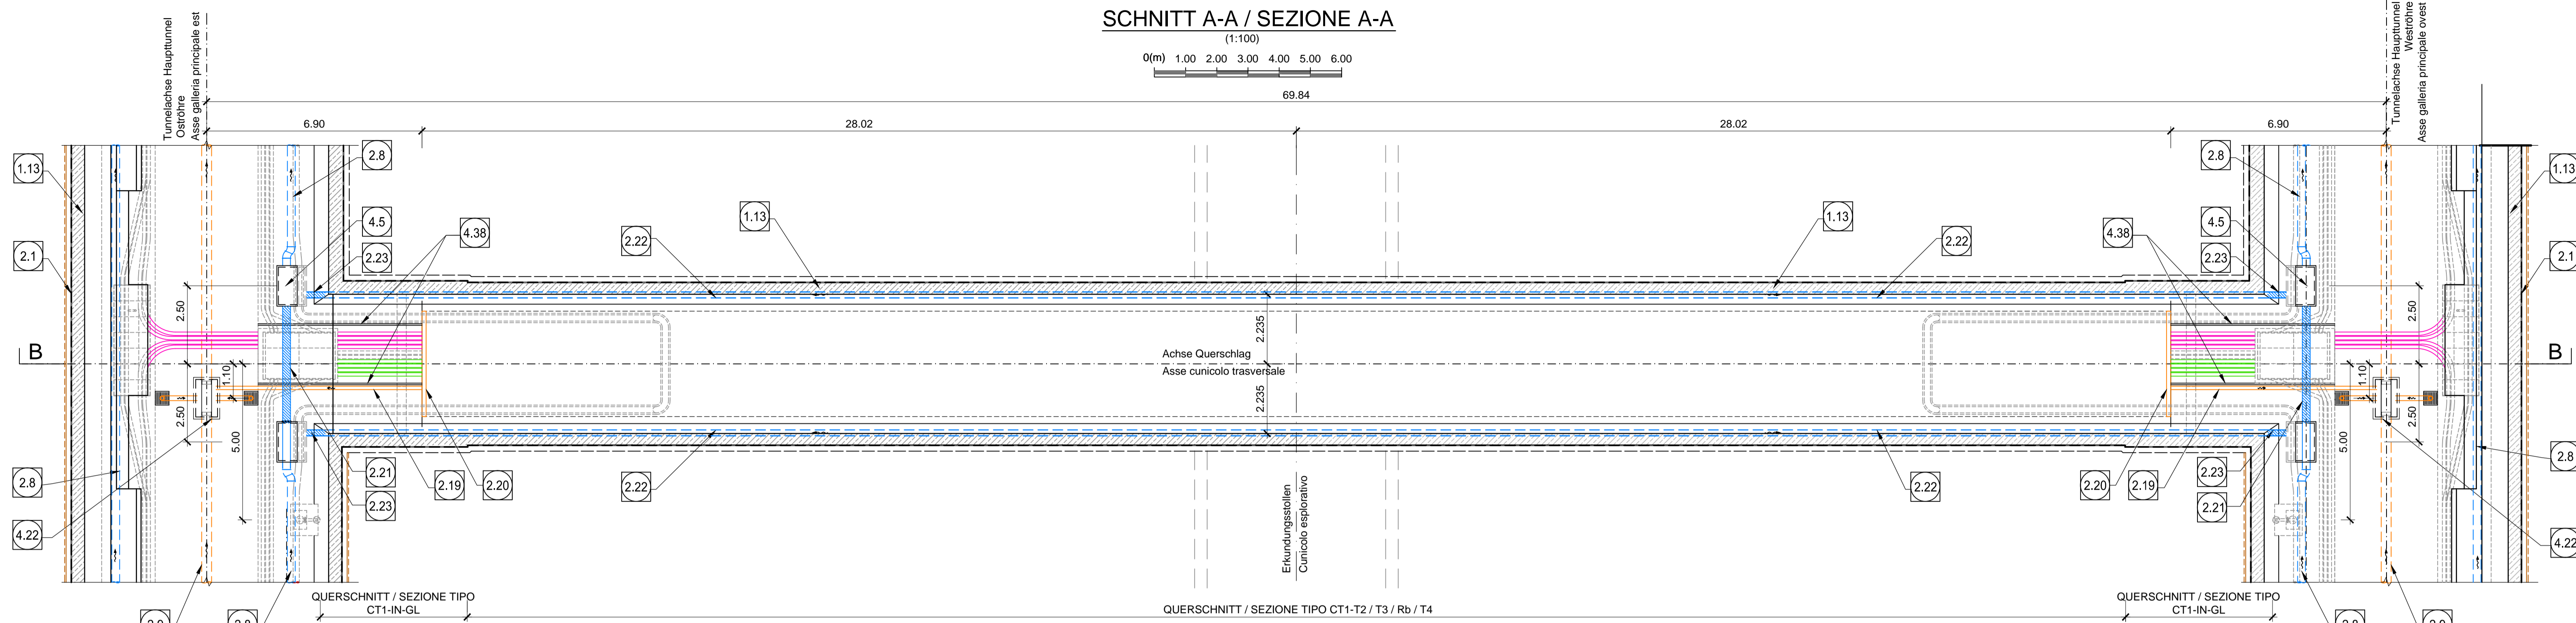 SCHNITT A-A / SEZIONE A-A
(1:100)
0(m) 1.00 2.00 3.00 4.00 5.00 6.00
Tunnelachse Haupttunnel
Oströhre
Asse galleria principale est
Tunnelachse Haupttunnel
Weströhre
Asse galleria principale ovest
69.84
6.90
28.02
28.02
6.90
1.13
2.8
2.8
1.13
4.5
4.38
1.13
2.22
1.13
2.22
4.38
4.5
2.1
2.23
2.23
2.1
2.50
2.235
2.50
B
Achse Querschlag
Asse cunicolo trasversale
B
1.10
1.10
2.50
2.235
2.50
5.00
5.00
2.8
2.21
2.19
2.20
2.22
2.22
2.20
2.19
2.23
2.8
2.23
2.21
4.22
4.22
Erkundungsstollen
Cunicolo esplorativo
QUERSCHNITT / SEZIONE TIPO
CT1-IN-GL
QUERSCHNITT / SEZIONE TIPO CT1-T2 / T3 / Rb / T4
QUERSCHNITT / SEZIONE TIPO
CT1-IN-GL